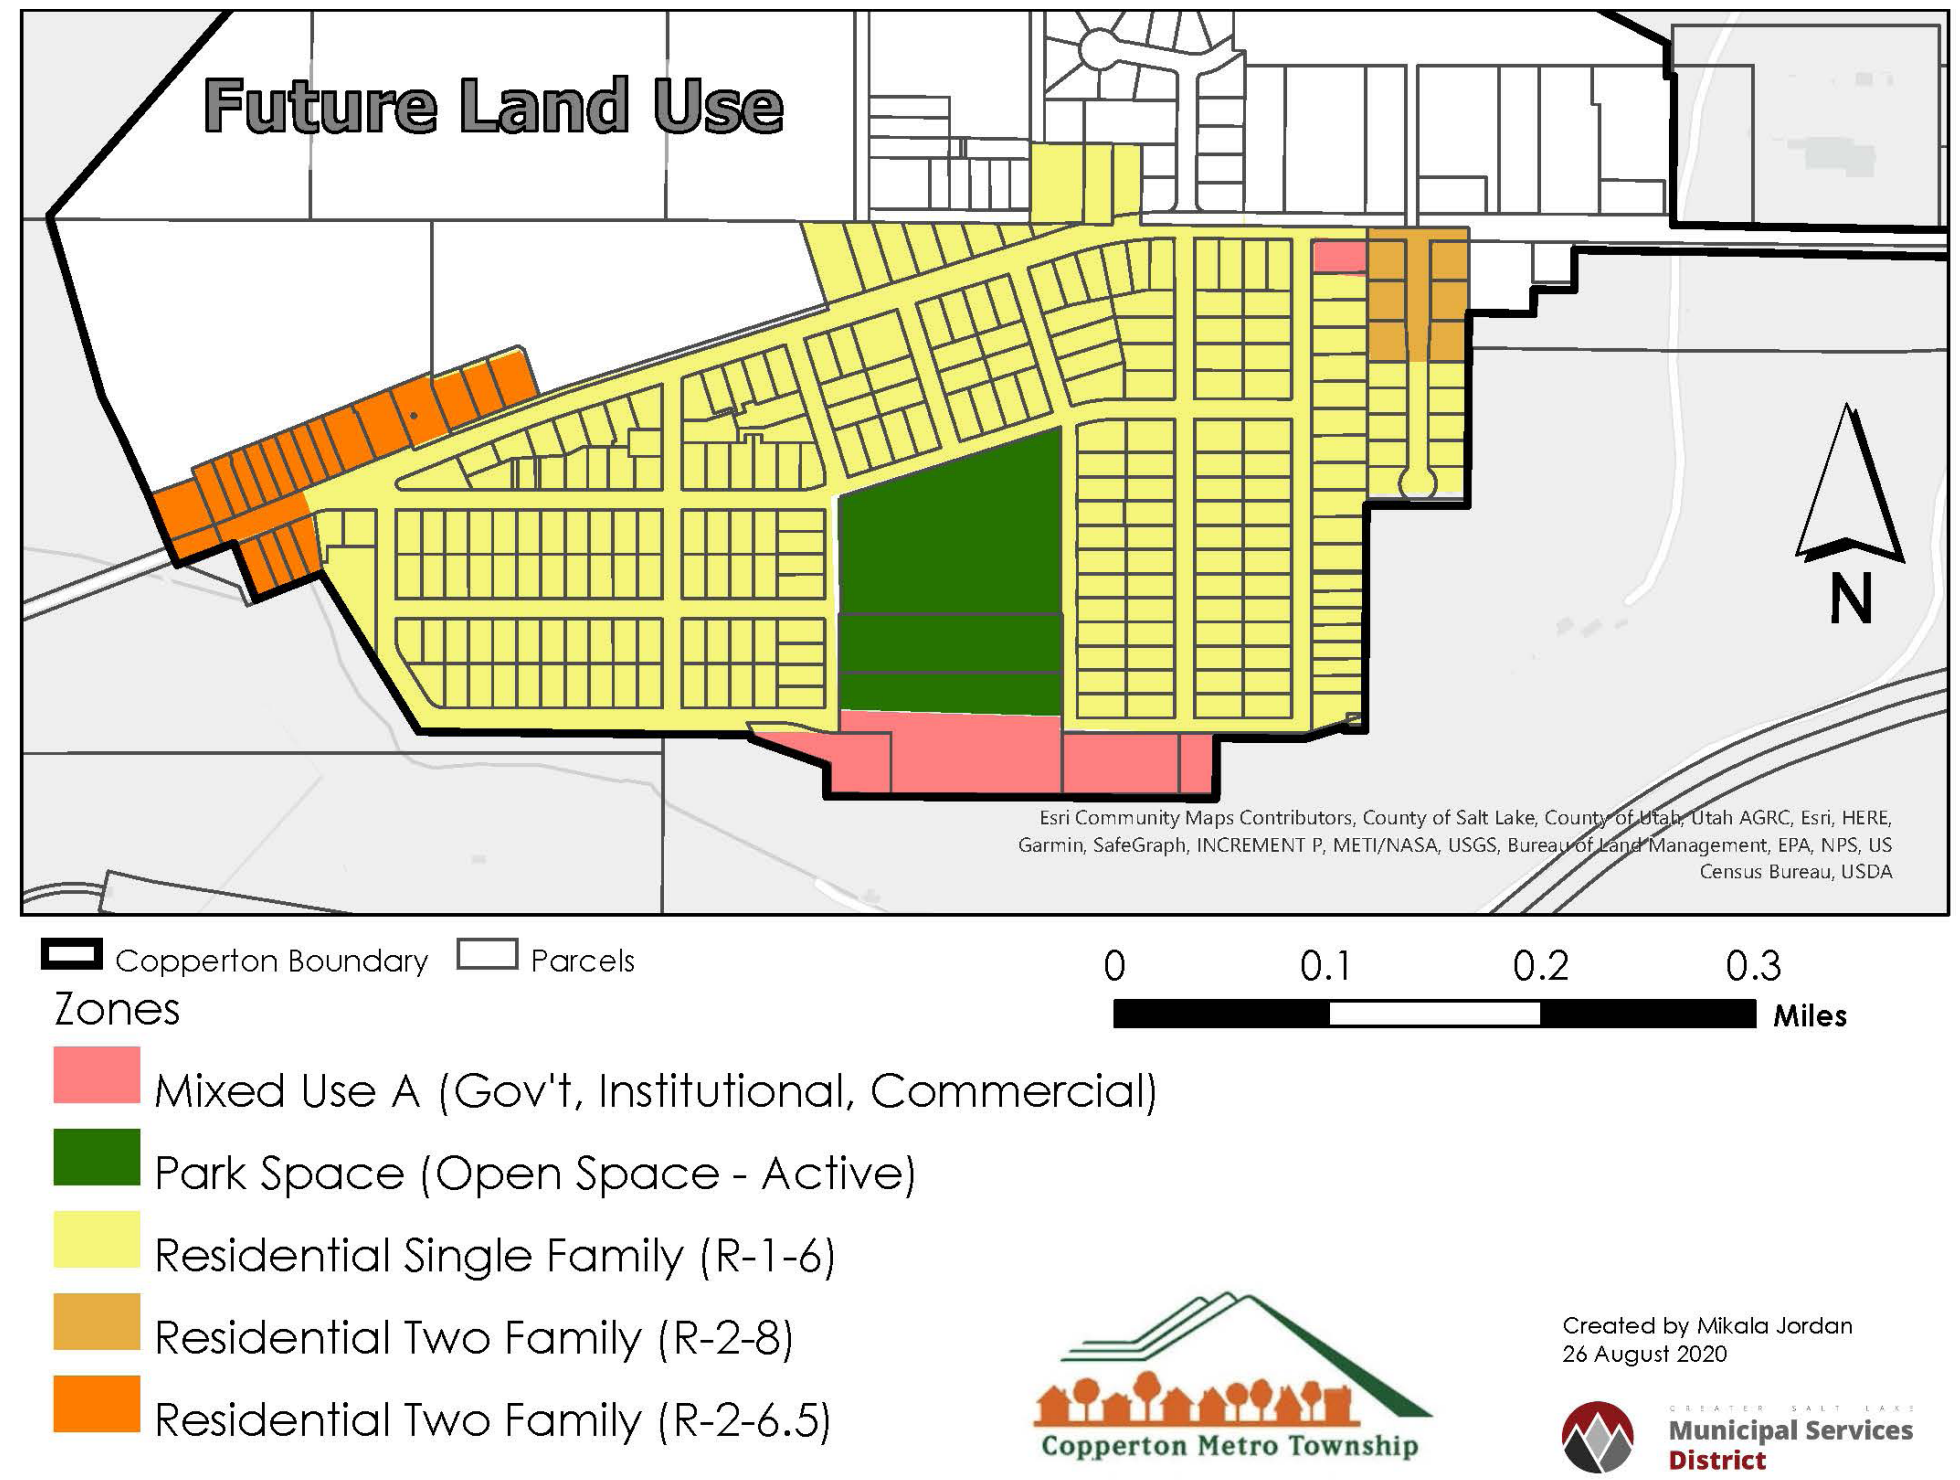 Future Land Use
N
Esri Community Maps Contributors, County of Salt Lake, County of Utah, Utah AGRC, Esri, HERE,
Garmin, SafeGraph, INCREMENT P, METI/NASA, USGS, Bureau of Land Management, EPA, NPS, US
Census Bureau, USDA
Copperton Boundary Parcels
0 0.1 0.2 0.3
Miles
Zones
Mixed Use A (Gov't, Institutional, Commercial)
Park Space (Open Space - Active)
Residential Single Family (R-1-6)
Residential Two Family (R-2-8)
Residential Two Family (R-2-6.5)
Copperton Metro Township
Created by Mikala Jordan
26 August 2020
GREATER SALT LAKE
Municipal Services
District